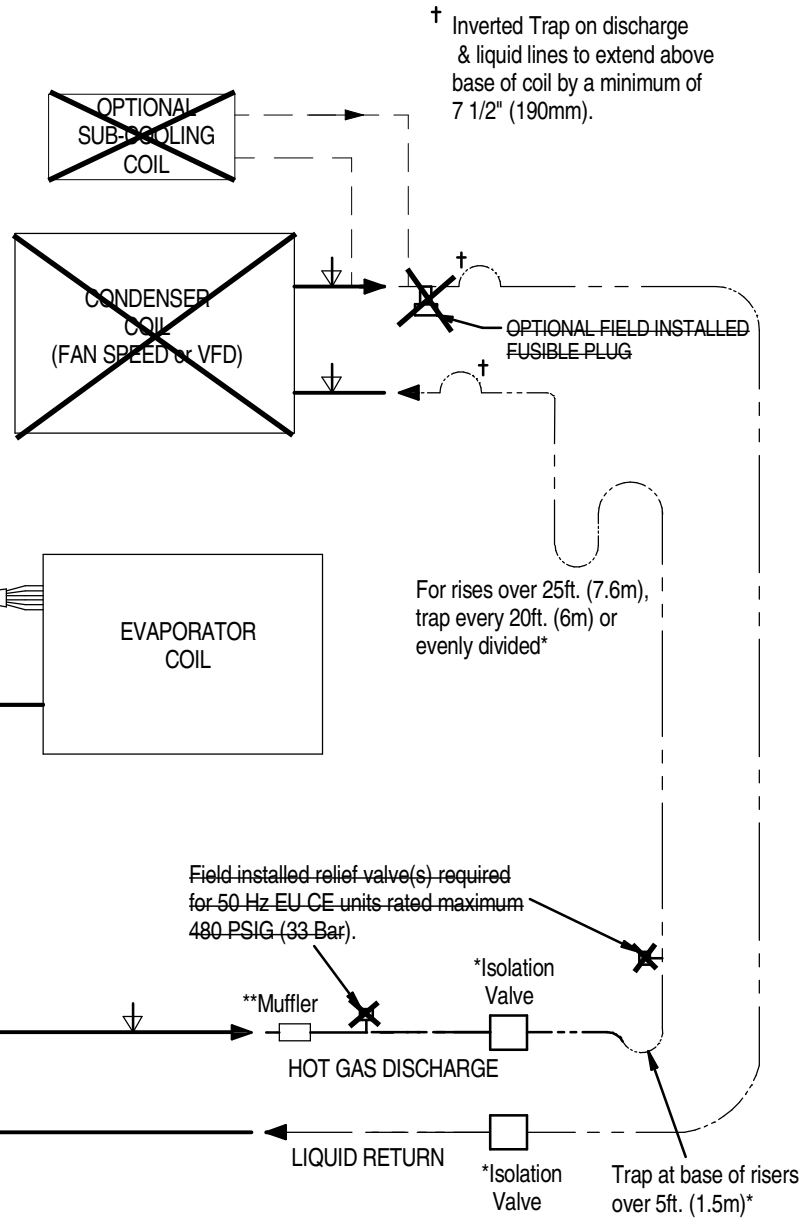 † Inverted Trap on discharge
& liquid lines to extend above
base of coil by a minimum of
7 1/2" (190mm).
OPTIONAL
SUB-COOLING
COIL
†
CONDENSER
COIL
(FAN SPEED or VFD)
OPTIONAL FIELD INSTALLED
FUSIBLE PLUG
†
For rises over 25ft. (7.6m),
trap every 20ft. (6m) or
evenly divided*
EVAPORATOR
COIL
Field installed relief valve(s) required
for 50 Hz EU CE units rated maximum
480 PSIG (33 Bar).
*Isolation
Valve
**Muffler
HOT GAS DISCHARGE
LIQUID RETURN
*Isolation
Valve
Trap at base of risers
over 5ft. (1.5m)*